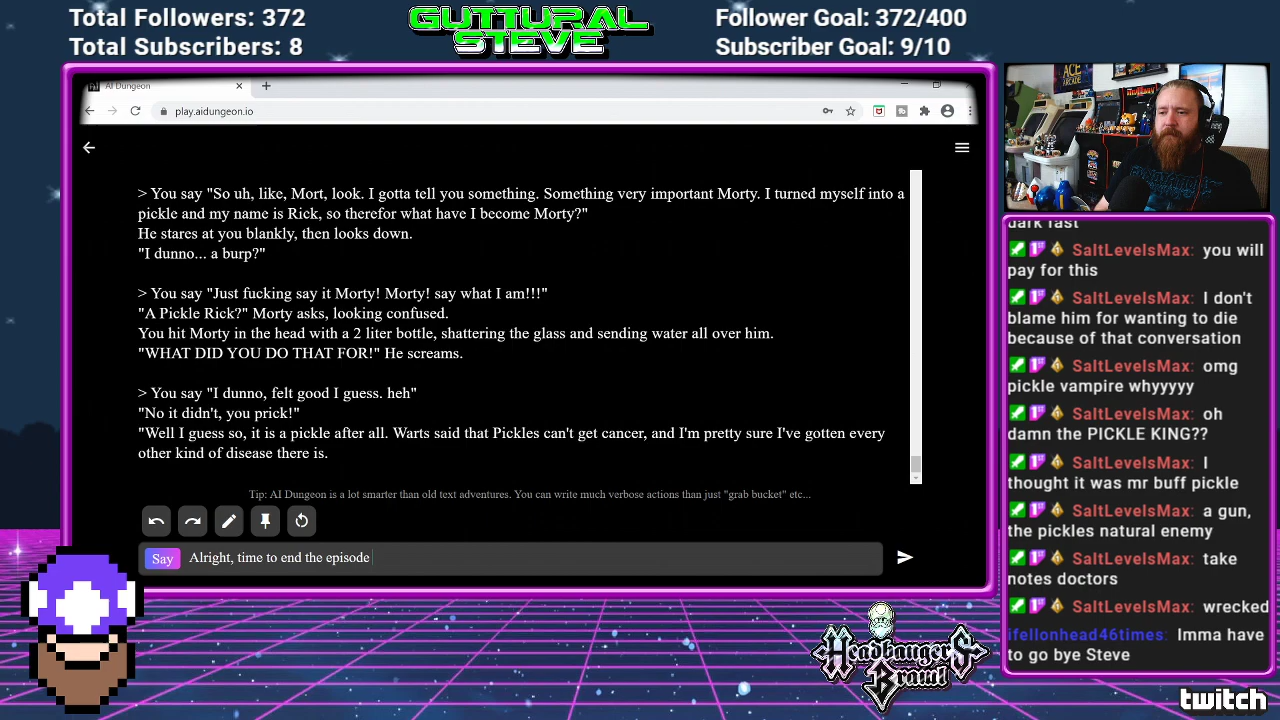 Total Followers: 372
Total Subscribers: 8
GUTTURAL
STEVE
Follower Goal: 372/400
Subscriber Goal: 9/10
AI Dungeon
play.aidungeon.io
> You say "So uh, like, Mort, look. I gotta tell you something. Something very important Morty. I turned myself into a
pickle and my name is Rick, so therefor what have I become Morty?"
He stares at you blankly, then looks down.
"I dunno... a burp?"
> You say "Just fucking say it Morty! Morty! say what I am!!!"
"A Pickle Rick?" Morty asks, looking confused.
You hit Morty in the head with a 2 liter bottle, shattering the glass and sending water all over him.
"WHAT DID YOU DO THAT FOR!" He screams.
> You say "I dunno, felt good I guess. heh"
"No it didn't, you prick!"
"Well I guess so, it is a pickle after all. Warts said that Pickles can't get cancer, and I'm pretty sure I've gotten every
other kind of disease there is.
Tip: AI Dungeon is a lot smarter than old text adventures. You can write much verbose actions than just "grab bucket" etc...
Say Alright, time to end the episode
ACE
ARCADE
dark fast
SaltLevelsMax: you will
pay for this
SaltLevelsMax: I don't
blame him for wanting to die
because of that conversation
SaltLevelsMax: omg
pickle vampire whyyyyy
SaltLevelsMax: oh
damn the PICKLE KING??
SaltLevelsMax: I
thought it was mr buff pickle
SaltLevelsMax: a gun,
the pickles natural enemy
SaltLevelsMax: take
notes doctors
SaltLevelsMax: wrecked
ifellonhead46times: Imma have
to go bye Steve
Headbangers
Brawl
twitch